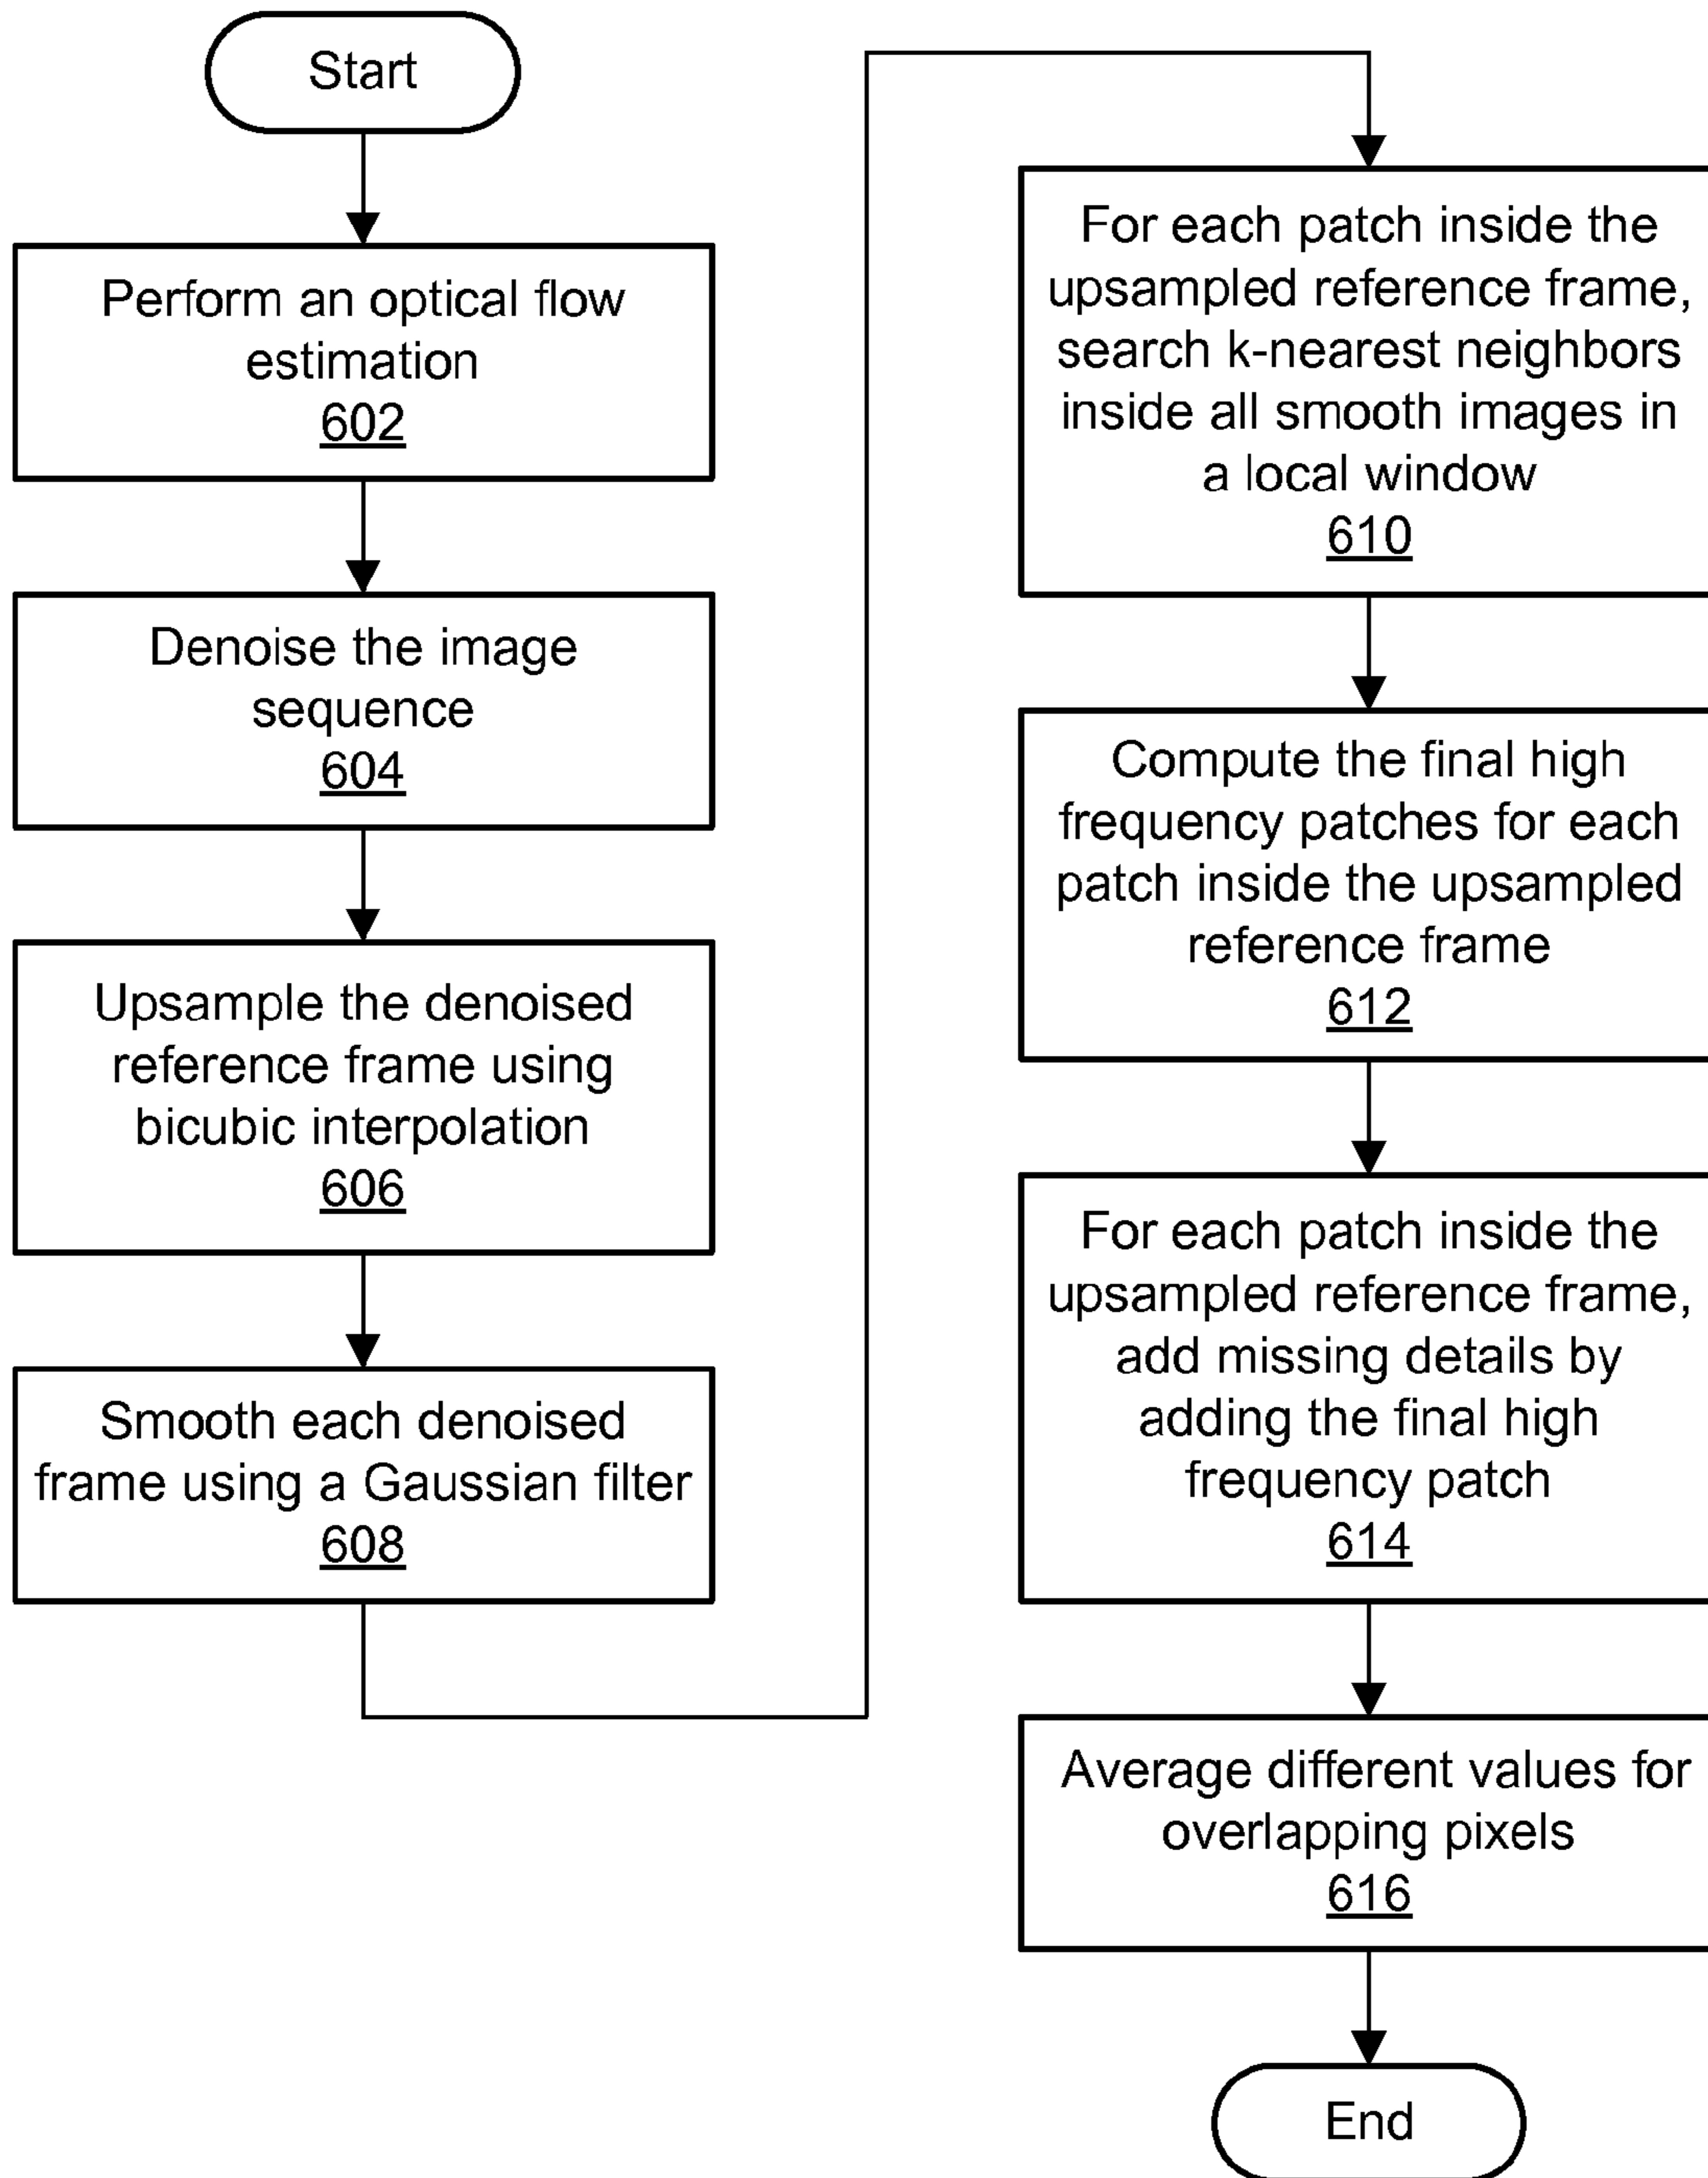 Start
Perform an optical flow
estimation
602
Denoise the image
sequence
604
Upsample the denoised
reference frame using
bicubic interpolation
606
Smooth each denoised
frame using a Gaussian filter
608
For each patch inside the
upsampled reference frame,
search k-nearest neighbors
inside all smooth images in
a local window
610
Compute the final high
frequency patches for each
patch inside the upsampled
reference frame
612
For each patch inside the
upsampled reference frame,
add missing details by
adding the final high
frequency patch
614
Average different values for
overlapping pixels
616
End